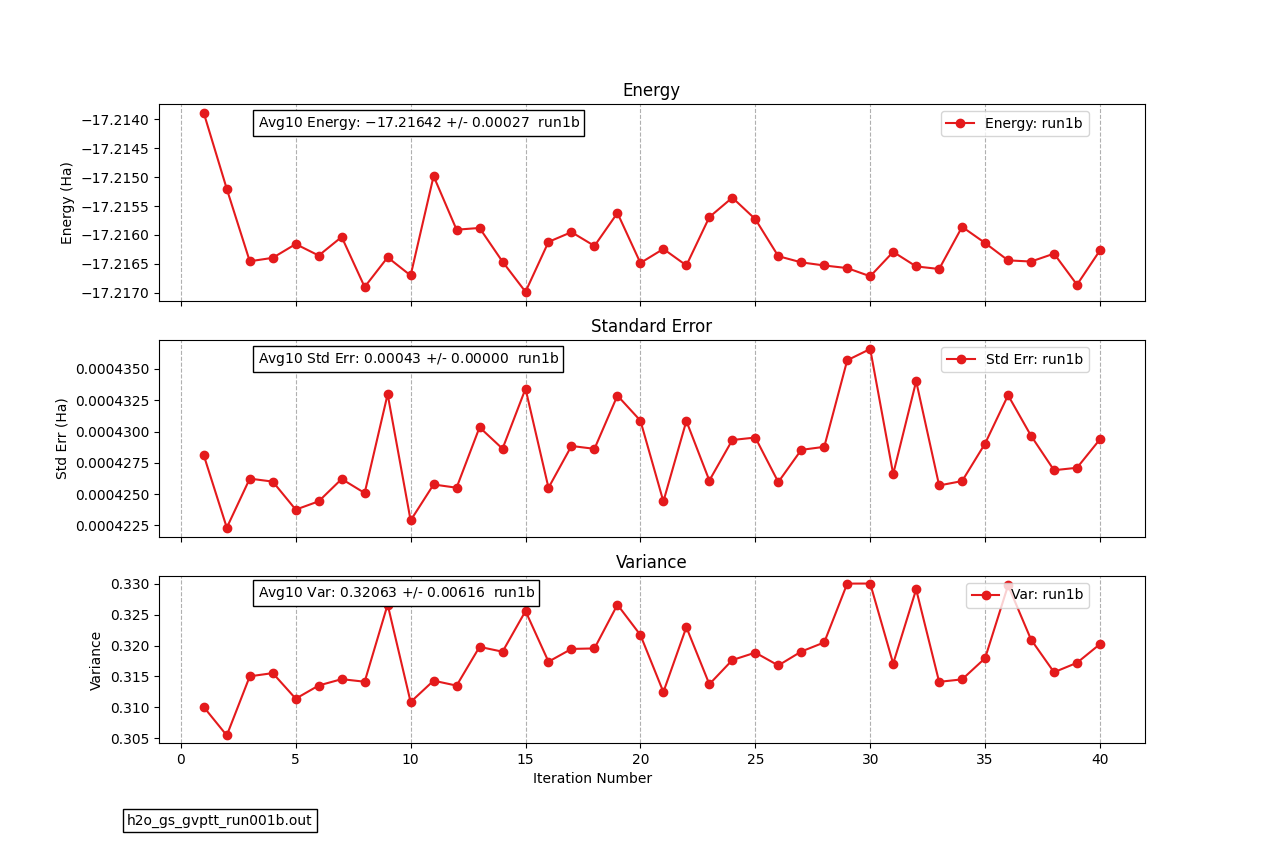 Energy
Avg10 Energy: −17.21642 +/- 0.00027  run1b
Energy: run1b
Energy (Ha)
−17.2140
−17.2145
−17.2150
−17.2155
−17.2160
−17.2165
−17.2170
Standard Error
Avg10 Std Err: 0.00043 +/- 0.00000  run1b
Std Err: run1b
Std Err (Ha)
0.0004350
0.0004325
0.0004300
0.0004275
0.0004250
0.0004225
Variance
Avg10 Var: 0.32063 +/- 0.00616  run1b
Var: run1b
Variance
0.330
0.325
0.320
0.315
0.310
0.305
0 5 10 15 20 25 30 35 40
Iteration Number
h2o_gs_gvptt_run001b.out